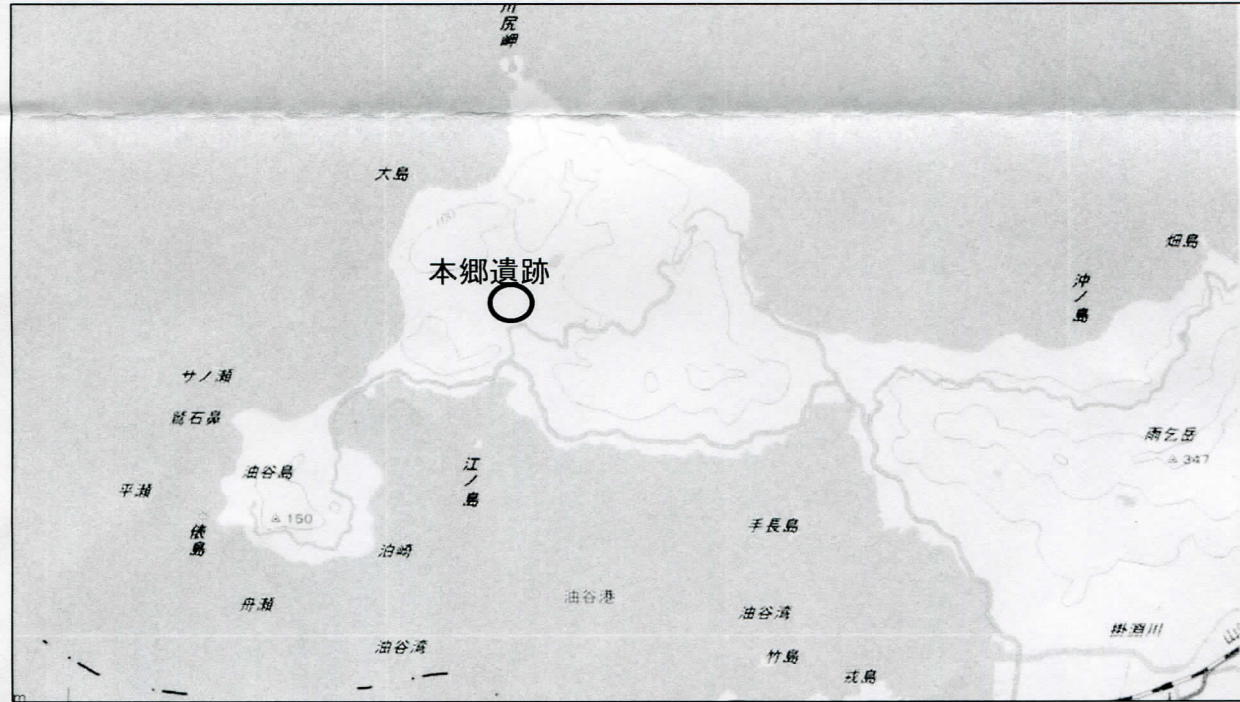 川尻岬
大島
畑島
本郷遺跡
沖ノ島
サノ瀬
鷲石鼻
雨乞岳
347
油谷島
江ノ島
平瀬
150
俵島
手長島
泊崎
舟瀬
油谷港
油谷湾
掛淵川
油谷湾
竹島
戎島
m